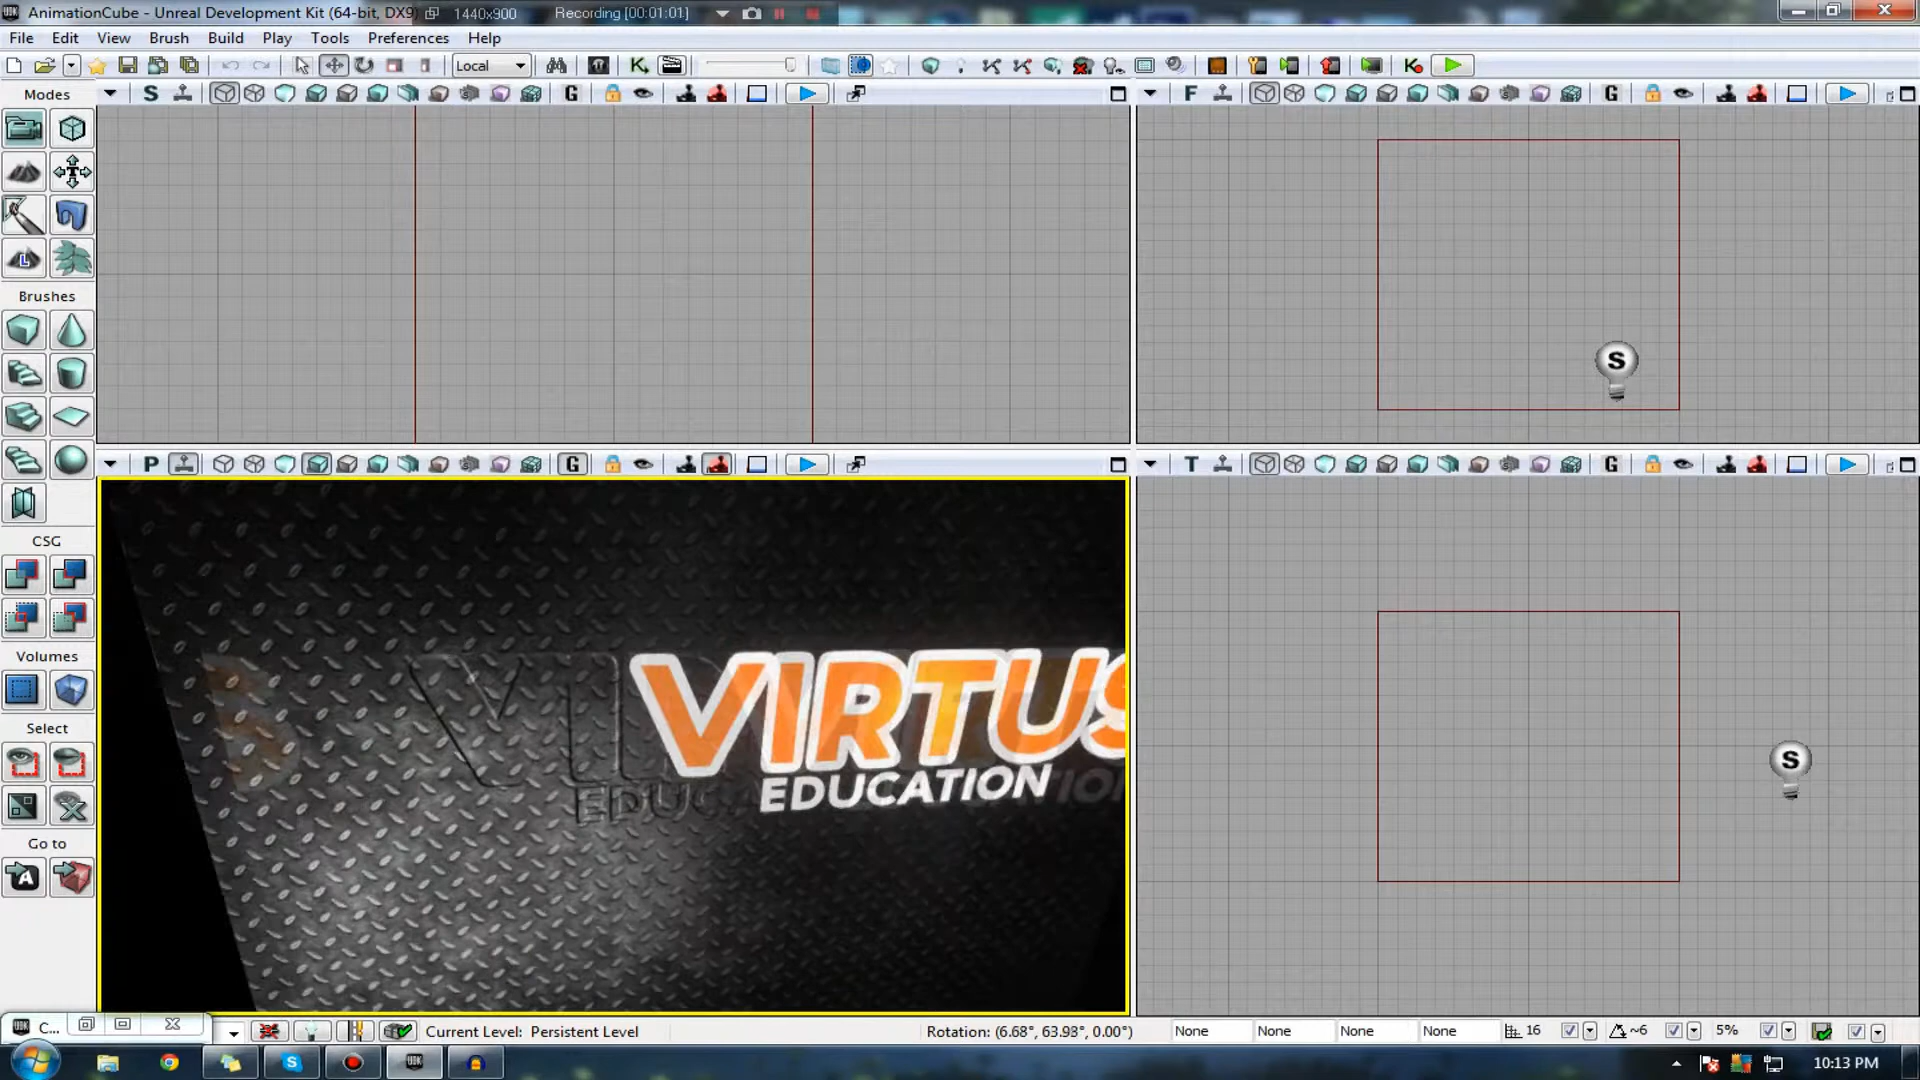 AnimationCube - Unreal Development Kit (64-bit, DX9)
1440x900
Recording [00:01:01]
File Edit View Brush Build Play Tools Preferences Help
Local
Modes
S
G
F
G
L
Brushes
S
P
G
T
G
CSG
VIRTUS
EDUCATION
S
Volumes
Select
Go to
A
C...
Current Level: Persistent Level
Rotation: (6.68°, 63.93°, 0.00°)
None
None
None
None
16
~6
5%
10:13 PM